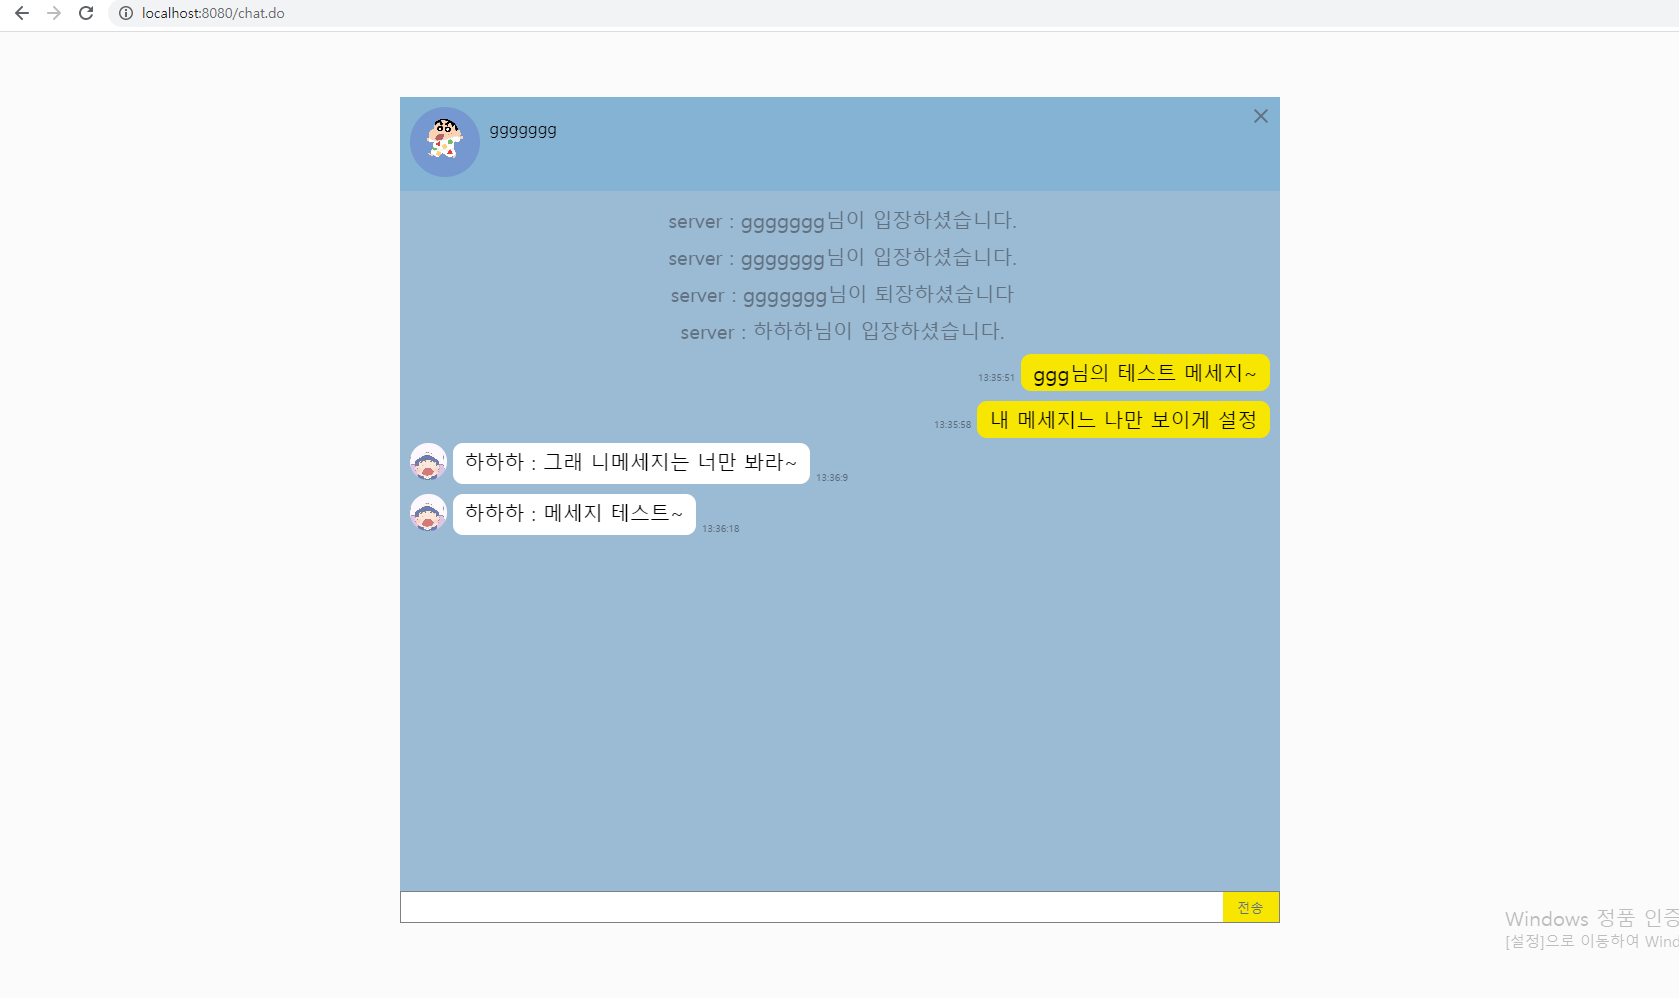 localhost:8080/chat.do
ggggggg
server : ggggggg님이 입장하셨습니다.
server : ggggggg님이 입장하셨습니다.
server : ggggggg님이 퇴장하셨습니다
server : 하하하님이 입장하셨습니다.
13:35:51 ggg님의 테스트 메세지~
13:35:58 내 메세지느 나만 보이게 설정
하하하 : 그래 니메세지는 너만 봐라~ 13:36:9
하하하 : 메세지 테스트~ 13:36:18
전송
Windows 정품 인증
[설정]으로 이동하여 Wind